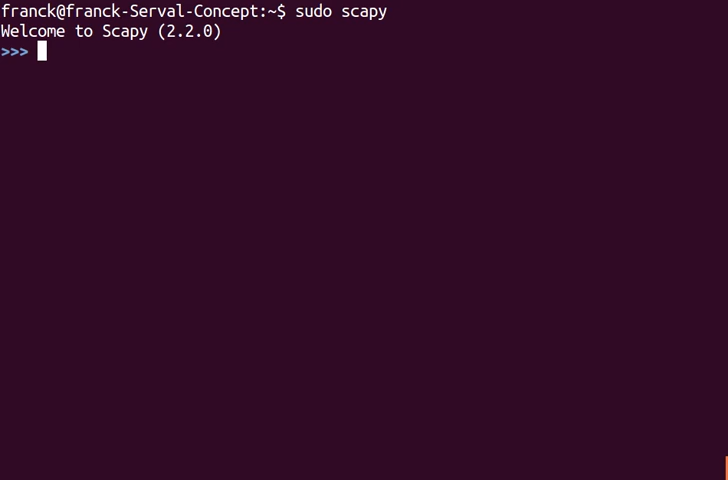 franck@franck-Serval-Concept:~$ sudo scapy
Welcome to Scapy (2.2.0)
>>>